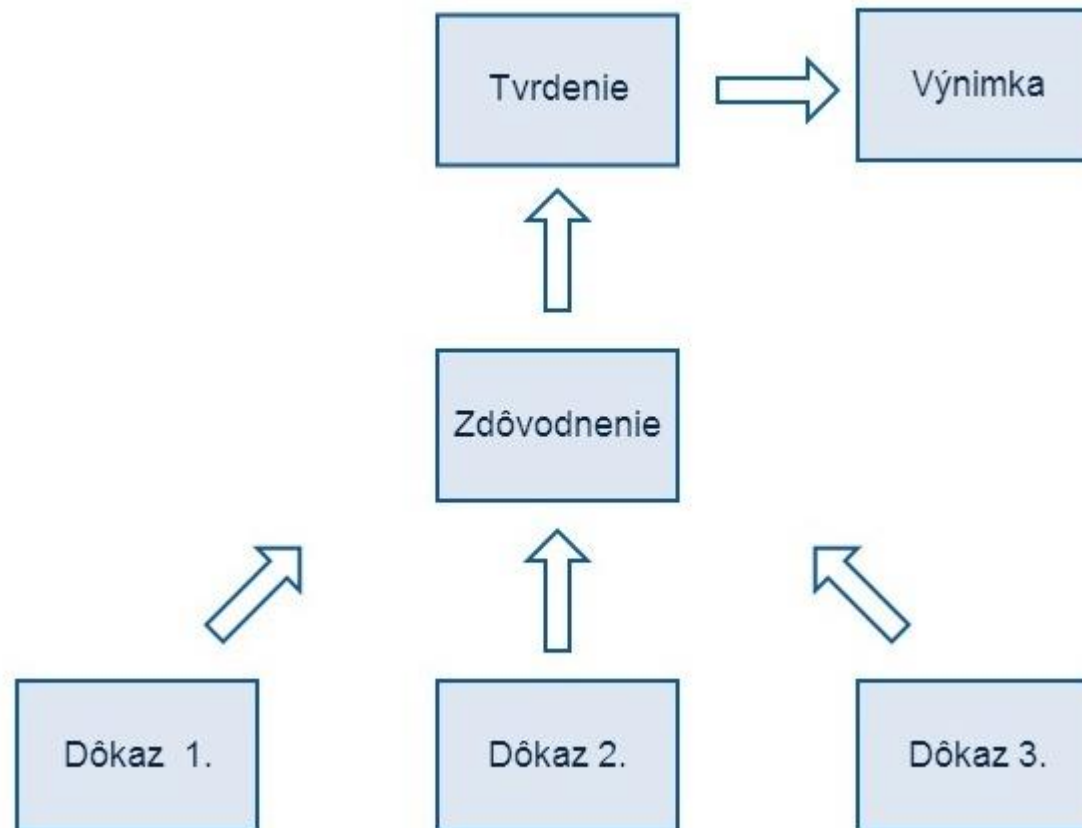 Tvrdenie
Výnimka
Zdôvodnenie
Dôkaz 1.
Dôkaz 2.
Dôkaz 3.